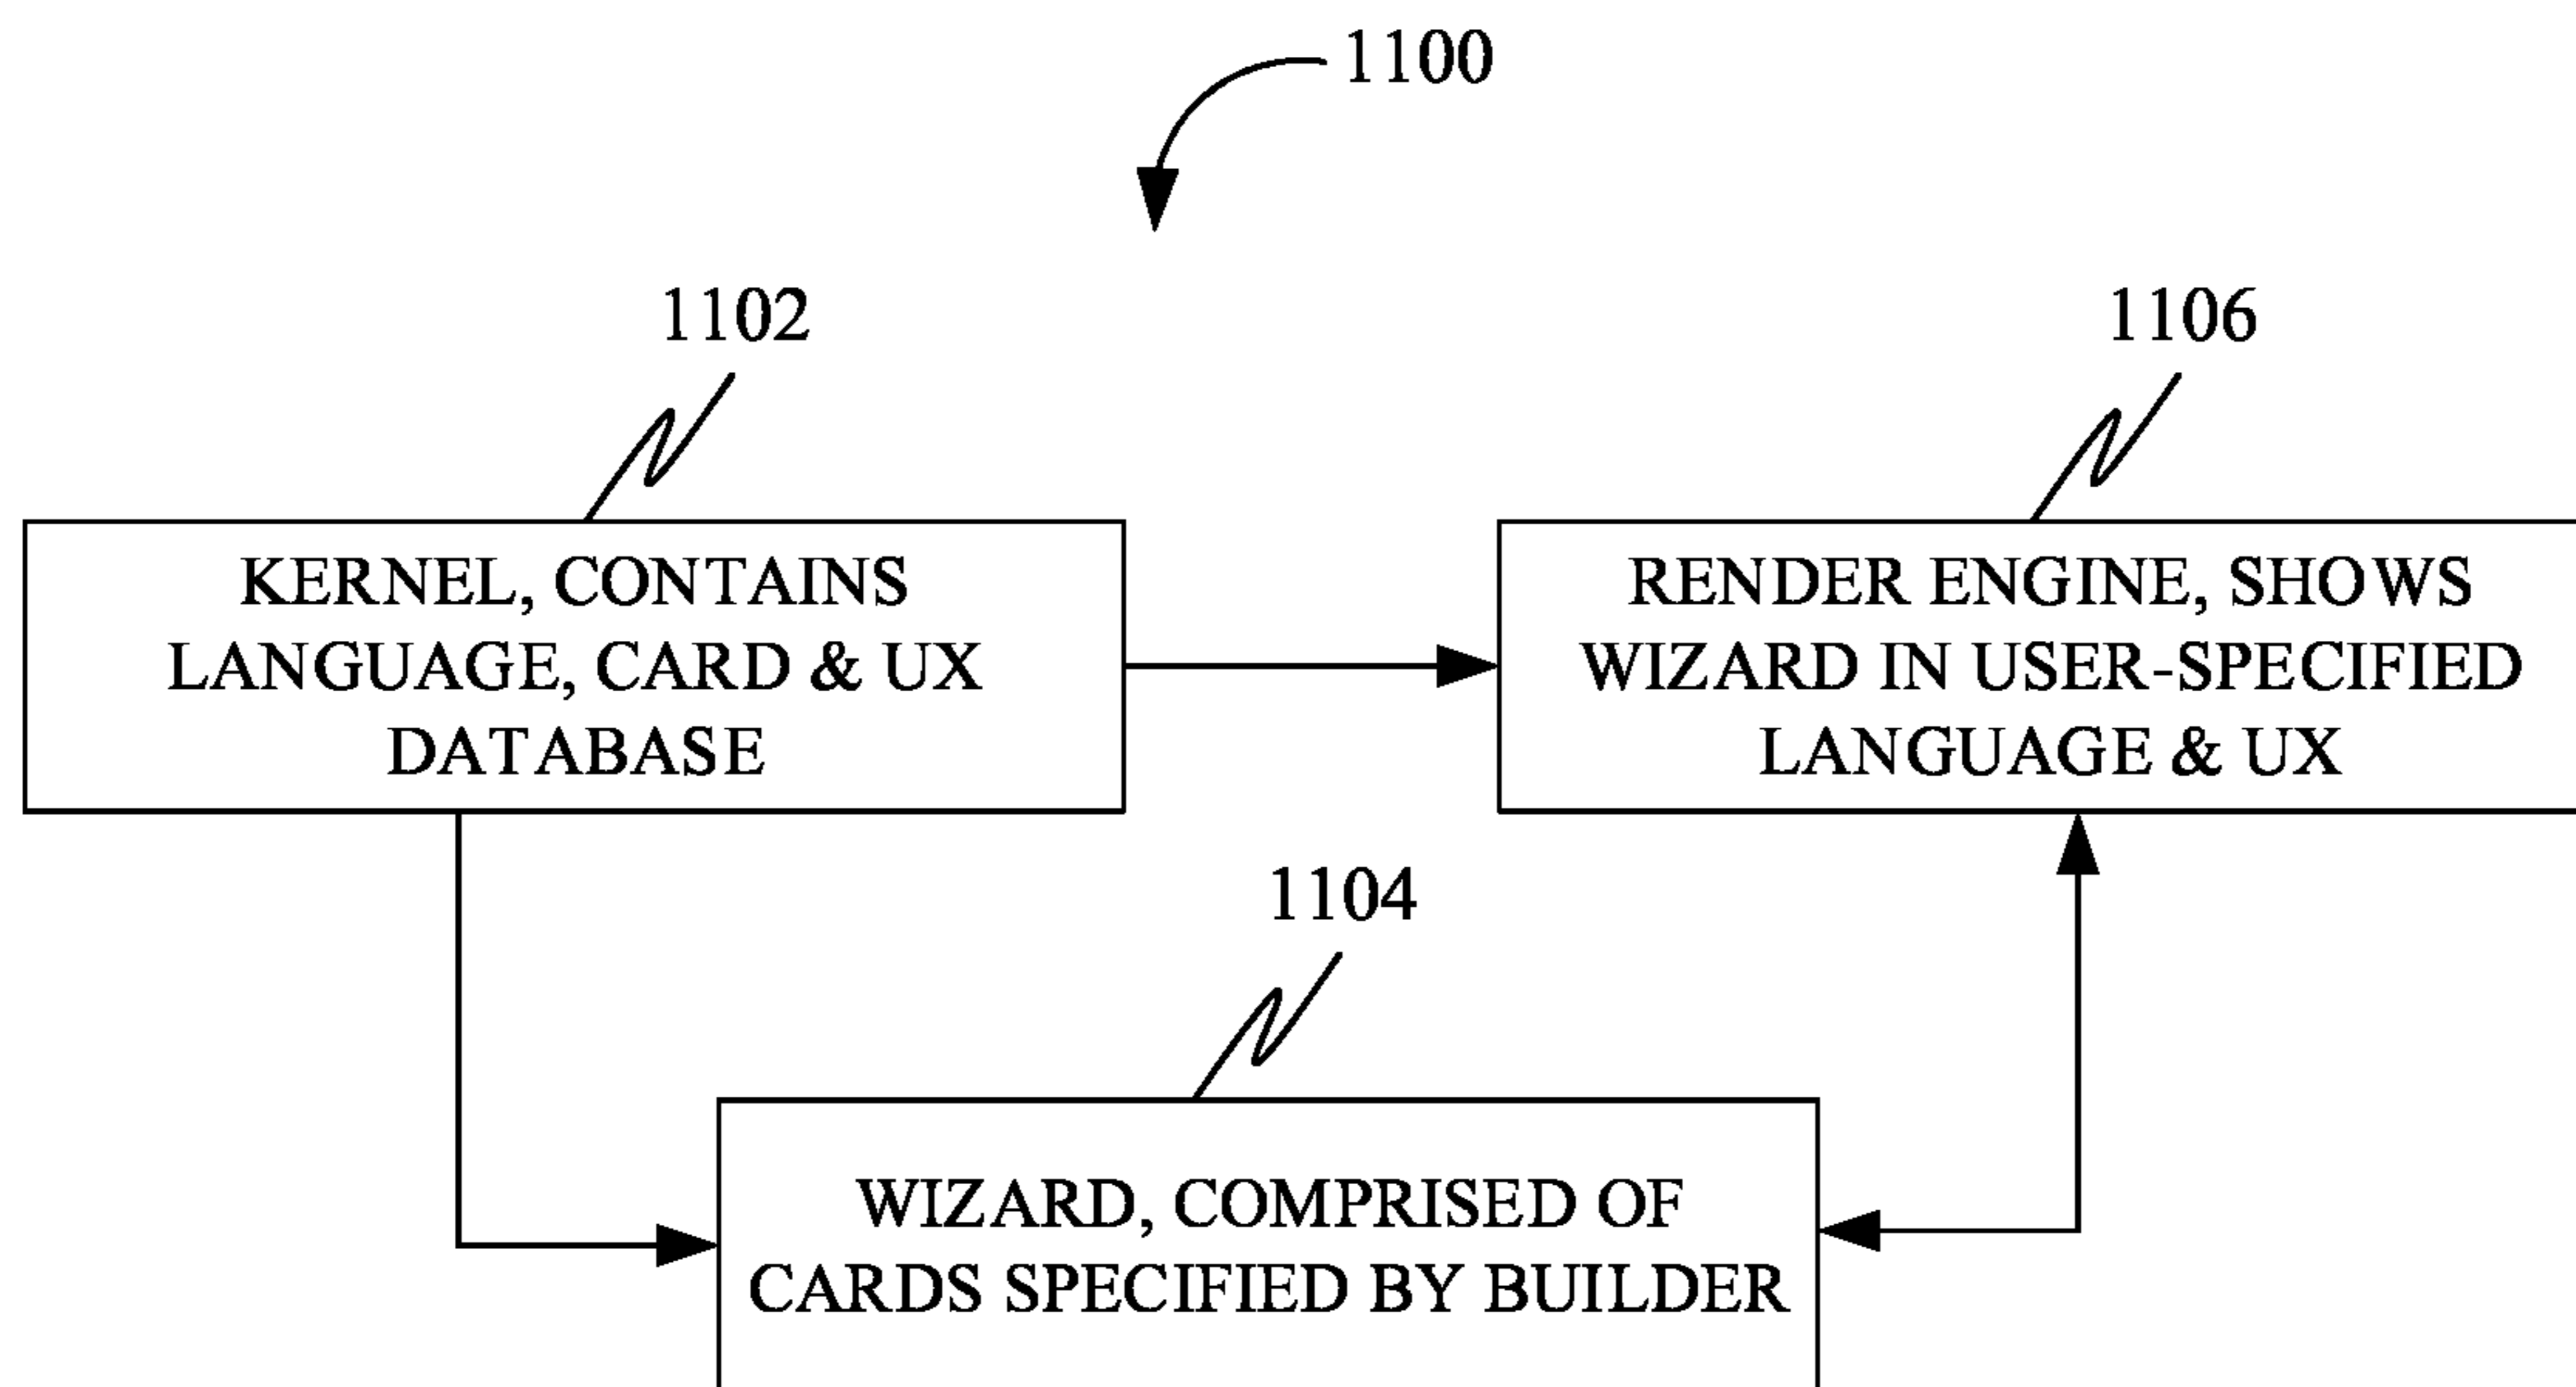 1100
1102
1106
KERNEL, CONTAINS
LANGUAGE, CARD & UX
DATABASE
RENDER ENGINE, SHOWS
WIZARD IN USER-SPECIFIED
LANGUAGE & UX
1104
WIZARD, COMPRISED OF
CARDS SPECIFIED BY BUILDER